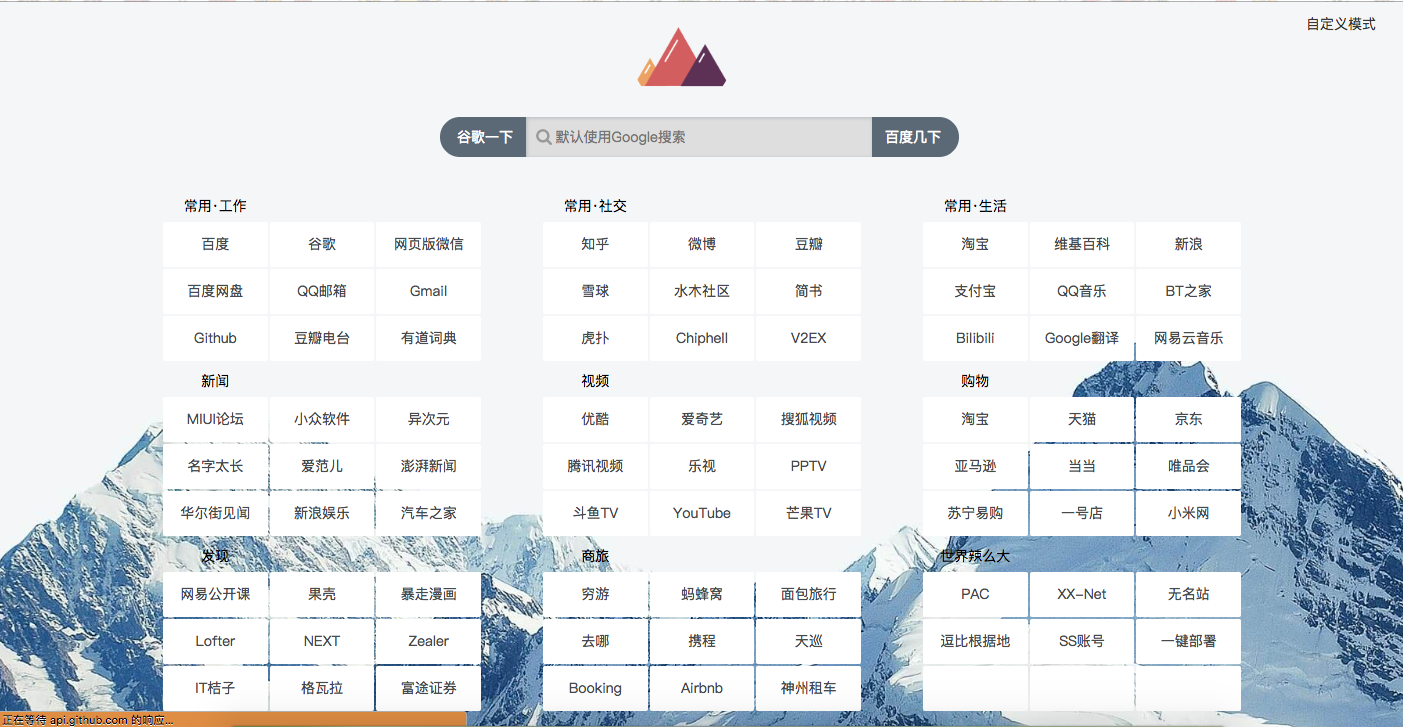 自定义模式
谷歌一下 默认使用Google搜索 百度几下
常用·工作 常用·社交 常用·生活
百度 谷歌 网页版微信 知乎 微博 豆瓣 淘宝 维基百科 新浪
百度网盘 QQ邮箱 Gmail 雪球 水木社区 简书 支付宝 QQ音乐 BT之家
Github 豆瓣电台 有道词典 虎扑 Chiphell V2EX Bilibili Google翻译 网易云音乐
新闻 视频 购物
MIUI论坛 小众软件 异次元 优酷 爱奇艺 搜狐视频 淘宝 天猫 京东
名字太长 爱范儿 澎湃新闻 腾讯视频 乐视 PPTV 亚马逊 当当 唯品会
华尔街见闻 新浪娱乐 汽车之家 斗鱼TV YouTube 芒果TV 苏宁易购 一号店 小米网
发现 商旅 世界辣么大
网易公开课 果壳 暴走漫画 穷游 蚂蜂窝 面包旅行 PAC XX-Net 无名站
Lofter NEXT Zealer 去哪 携程 天巡 逗比根据地 SS账号 一键部署
IT桔子 格瓦拉 富途证券 Booking Airbnb 神州租车
正在等待 api.github.com 的响应...